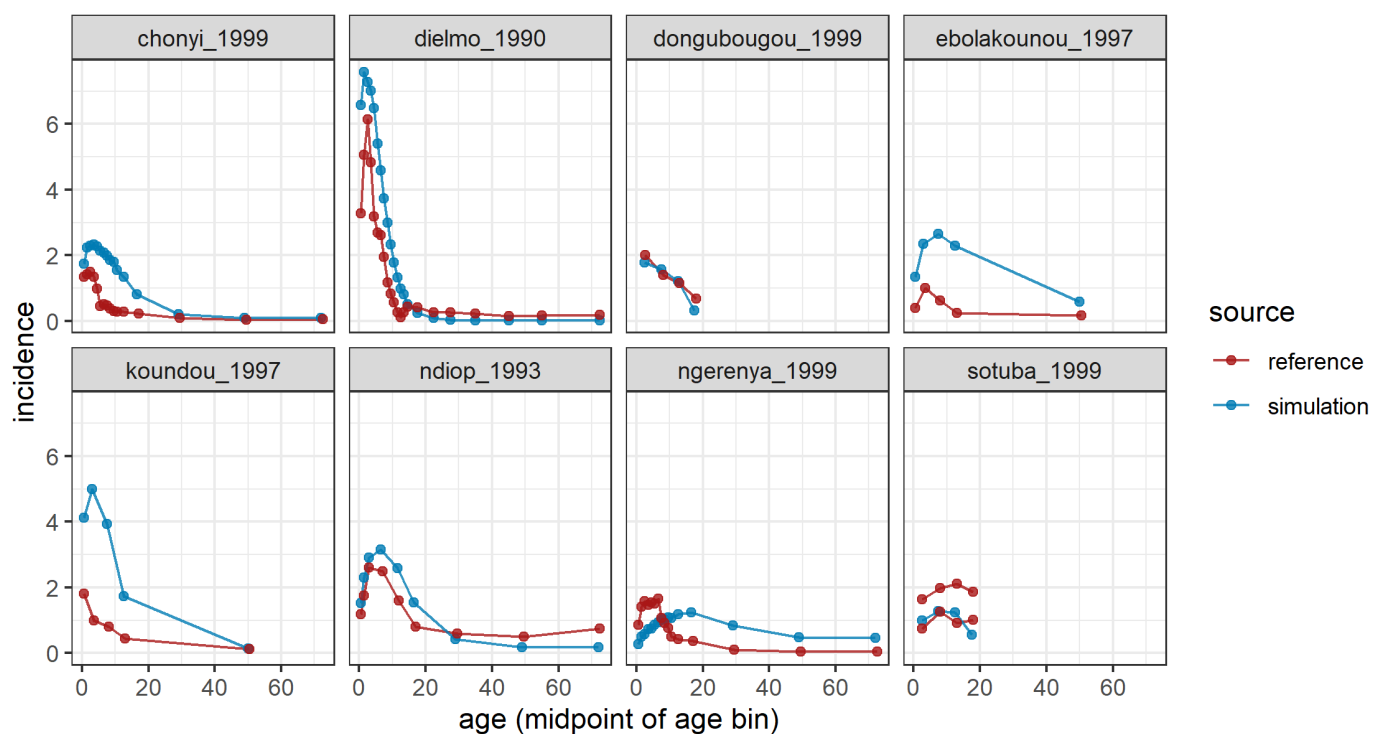 chonyi_1999 dielmo_1990 dongubougou_1999 ebolakounou_1997
6
4
2
0
koundou_1997 ndiop_1993 ngerenya_1999 sotuba_1999
6
4
2
0
0 20 40 60 0 20 40 60 0 20 40 60 0 20 40 60
age (midpoint of age bin)
incidence
source
reference
simulation